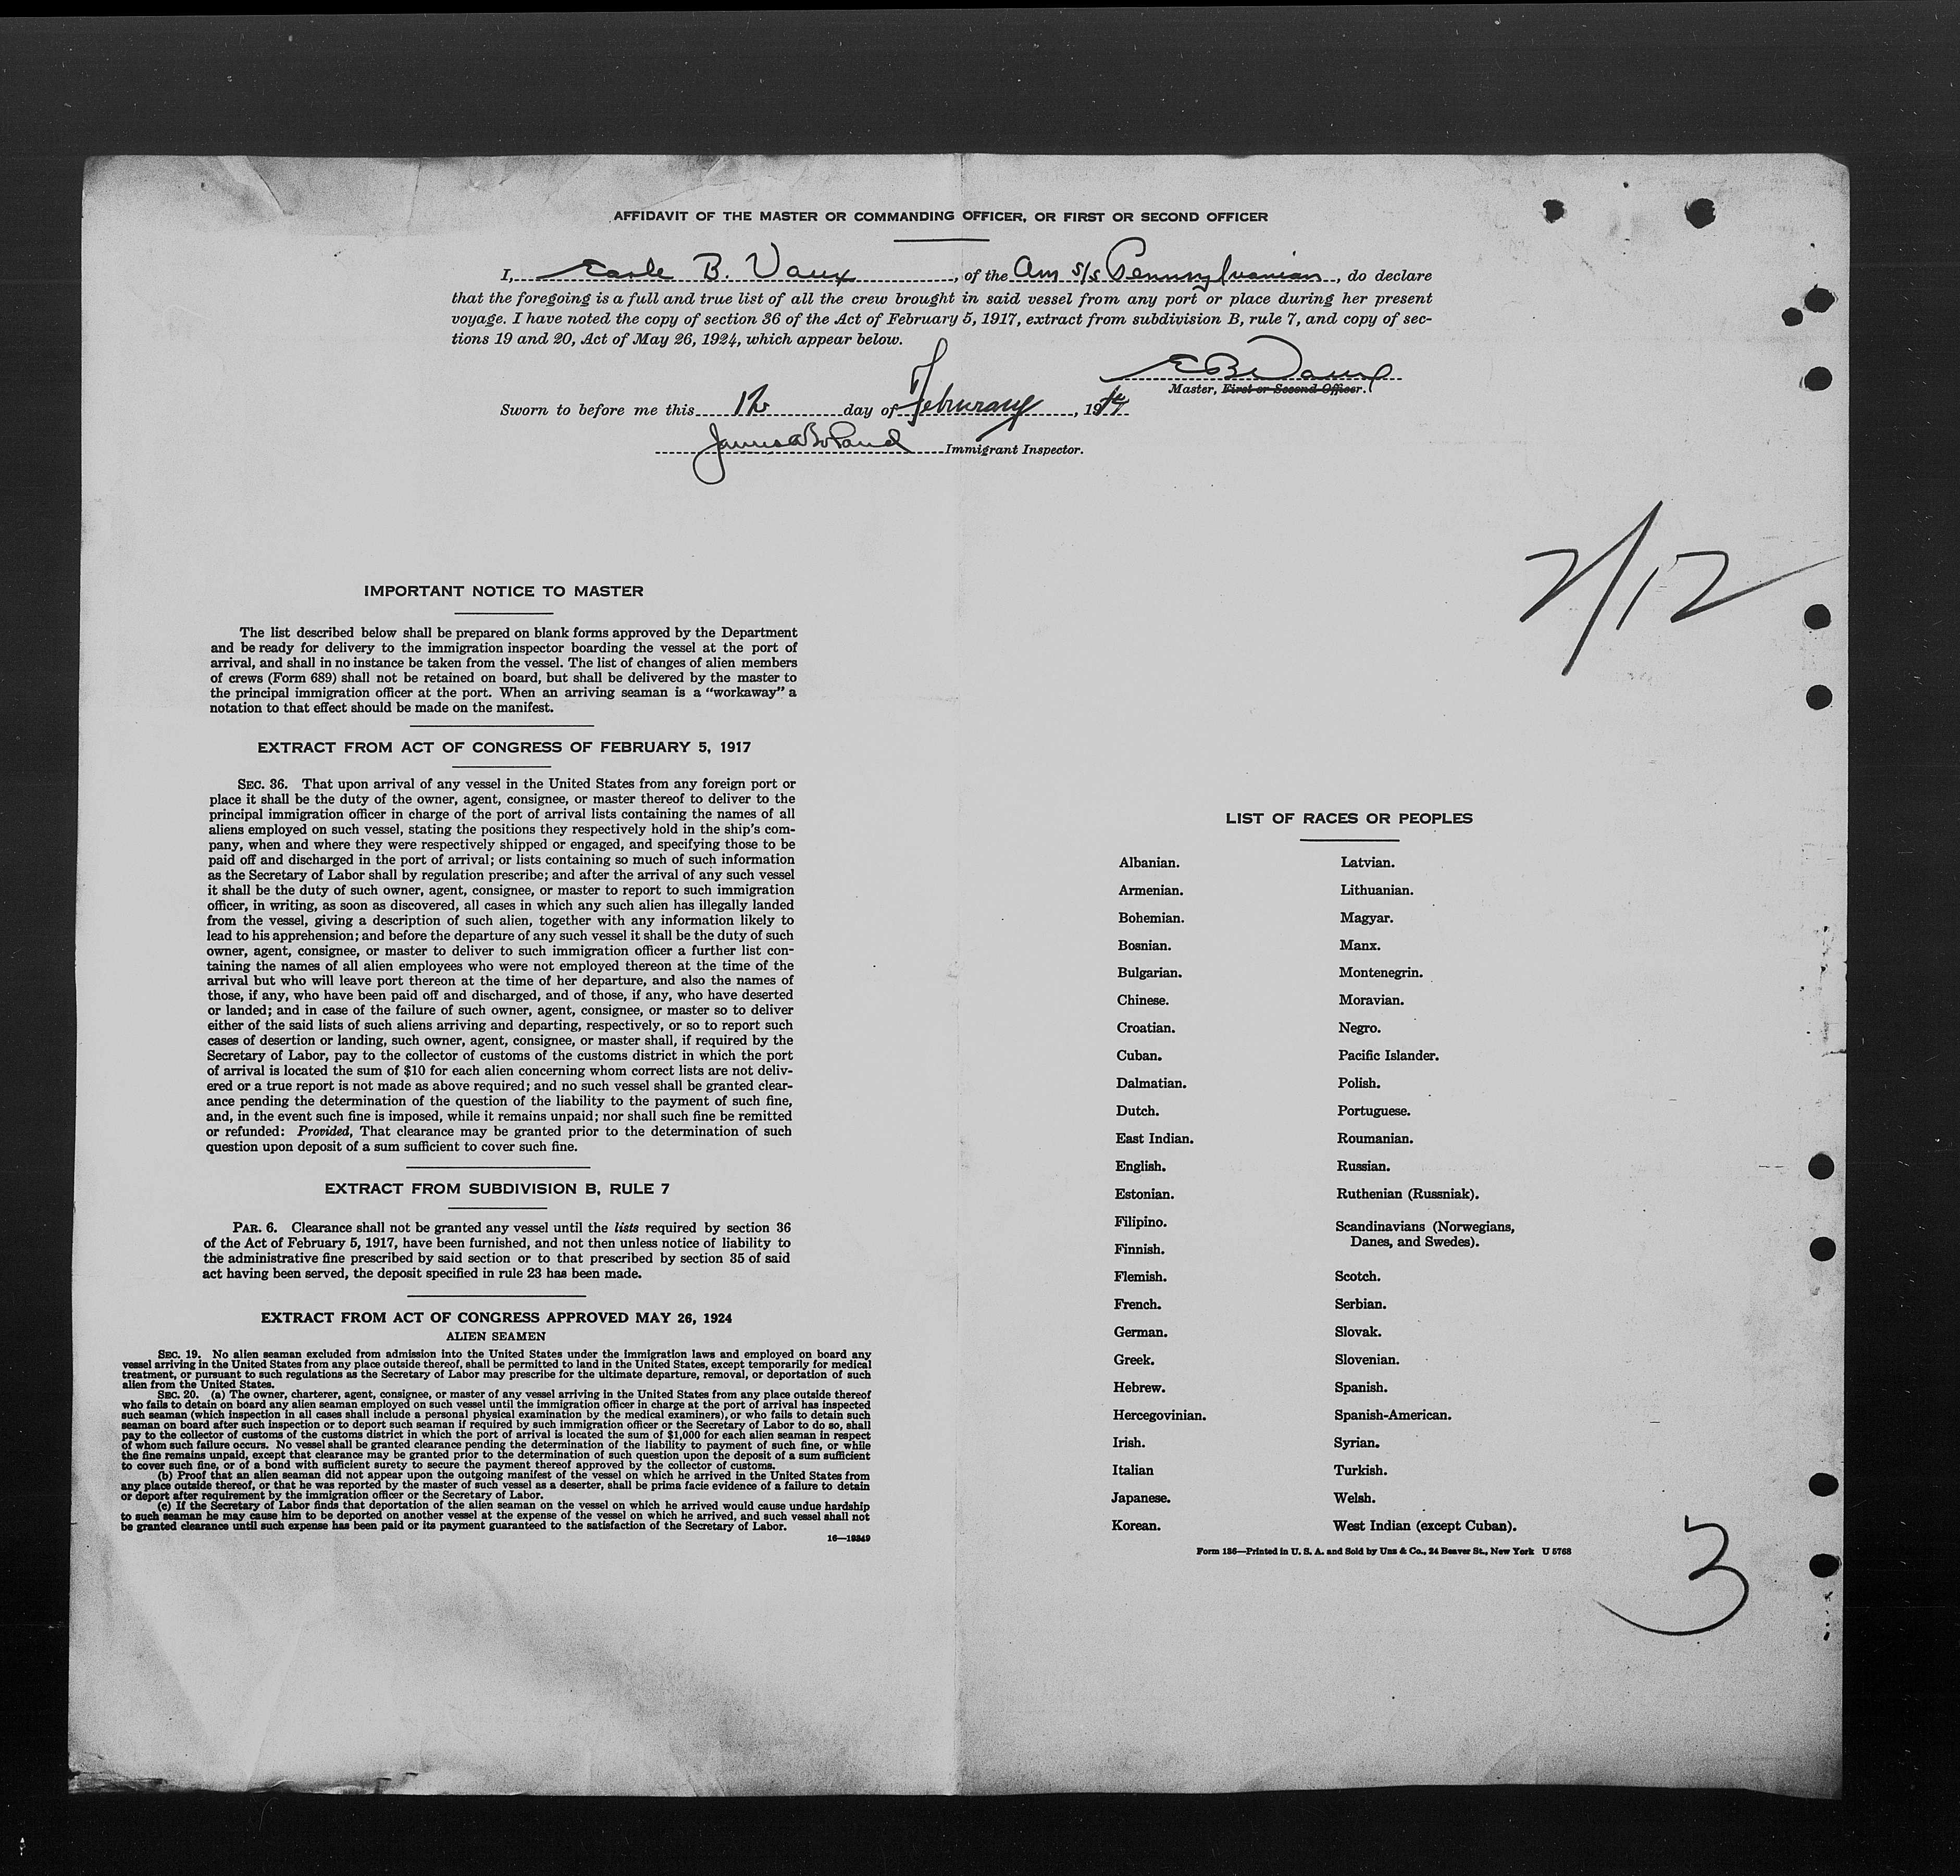 AFFIDAVIT OF THE MASTER OR COMMANDING OFFICER, OR FIRST OR SECOND OFFICER
I, Earle B. Vaux, of the Am s/s Pennsylvanian, do declare
that the foregoing is a full and true list of all the crew brought in said vessel from any port or place during her present
voyage. I have noted the copy of section 36 of the Act of February 5, 1917, extract from subdivision B, rule 7, and copy of sec-
tions 19 and 20, Act of May 26, 1924, which appear below.
E B Vaux
Master, First or Second Officer.
Sworn to before me this 12 day of February, 19
Immigrant Inspector.
2/12
IMPORTANT NOTICE TO MASTER
The list described below shall be prepared on blank forms approved by the Department
and be ready for delivery to the immigration inspector boarding the vessel at the port of
arrival, and shall in no instance be taken from the vessel. The list of changes of alien members
of crews (Form 689) shall not be retained on board, but shall be delivered by the master to
the principal immigration officer at the port. When an arriving seaman is a "workaway" a
notation to that effect should be made on the manifest.
EXTRACT FROM ACT OF CONGRESS OF FEBRUARY 5, 1917
SEC. 36. That upon arrival of any vessel in the United States from any foreign port or
place it shall be the duty of the owner, agent, consignee, or master thereof to deliver to the
principal immigration officer in charge of the port of arrival lists containing the names of all
aliens employed on such vessel, stating the positions they respectively hold in the ship's com-
pany, when and where they were respectively shipped or engaged, and specifying those to be
paid off and discharged in the port of arrival; or lists containing so much of such information
as the Secretary of Labor shall by regulation prescribe; and after the arrival of any such vessel
it shall be the duty of such owner, agent, consignee, or master to report to such immigration
officer, in writing, as soon as discovered, all cases in which any such alien has illegally landed
from the vessel, giving a description of such alien, together with any information likely to
lead to his apprehension; and before the departure of any such vessel it shall be the duty of such
owner, agent, consignee, or master to deliver to such immigration officer a further list con-
taining the names of all alien employees who were not employed thereon at the time of the
arrival but who will leave port thereon at the time of her departure, and also the names of
those, if any, who have been paid off and discharged, and of those, if any, who have deserted
or landed; and in case of the failure of such owner, agent, consignee, or master so to deliver
either of the said lists of such aliens arriving and departing, respectively, or so to report such
cases of desertion or landing, such owner, agent, consignee, or master shall, if required by the
Secretary of Labor, pay to the collector of customs of the customs district in which the port
of arrival is located the sum of $10 for each alien concerning whom correct lists are not deliv-
ered or a true report is not made as above required; and no such vessel shall be granted clear-
ance pending the determination of the question of the liability to the payment of such fine,
and, in the event such fine is imposed, while it remains unpaid; nor shall such fine be remitted
or refunded: Provided, That clearance may be granted prior to the determination of such
question upon deposit of a sum sufficient to cover such fine.
EXTRACT FROM SUBDIVISION B, RULE 7
PAR. 6. Clearance shall not be granted any vessel until the lists required by section 36
of the Act of February 5, 1917, have been furnished, and not then unless notice of liability to
the administrative fine prescribed by said section or to that prescribed by section 35 of said
act having been served, the deposit specified in rule 23 has been made.
EXTRACT FROM ACT OF CONGRESS APPROVED MAY 26, 1924
ALIEN SEAMEN
SEC. 19. No alien seaman excluded from admission into the United States under the immigration laws and employed on board any
vessel arriving in the United States from any place outside thereof, shall be permitted to land in the United States, except temporarily for medical
treatment, or pursuant to such regulations as the Secretary of Labor may prescribe for the ultimate departure, removal, or deportation of such
alien from the United States.
SEC. 20. (a) The owner, charterer, agent, consignee, or master of any vessel arriving in the United States from any place outside thereof
who fails to detain on board any alien seaman employed on such vessel until the immigration officer in charge at the port of arrival has inspected
such seaman (which inspection in all cases shall include a personal physical examination by the medical examiners), or who fails to detain such
seaman on board after such inspection or to deport such seaman if required by such immigration officer or the Secretary of Labor to do so, shall
pay to the collector of customs of the customs district in which the port of arrival is located the sum of $1,000 for each alien seaman in respect
of whom such failure occurs. No vessel shall be granted clearance pending the determination of the liability to payment of such fine, or while
the fine remains unpaid, except that clearance may be granted prior to the determination of such question upon the deposit of a sum sufficient
to cover such fine, or of a bond with sufficient surety to secure the payment thereof approved by the collector of customs.
(b) Proof that an alien seaman did not appear upon the outgoing manifest of the vessel on which he arrived in the United States from
any place outside thereof, or that he was reported by the master of such vessel as a deserter, shall be prima facie evidence of a failure to detain
or deport after requirement by the immigration officer or the Secretary of Labor.
(c) If the Secretary of Labor finds that deportation of the alien seaman on the vessel on which he arrived would cause undue hardship
to such seaman he may cause him to be deported on another vessel at the expense of the vessel on which he arrived, and such vessel shall not
be granted clearance until such expense has been paid or its payment guaranteed to the satisfaction of the Secretary of Labor.
16—19849
LIST OF RACES OR PEOPLES
Albanian.
Armenian.
Bohemian.
Bosnian.
Bulgarian.
Chinese.
Croatian.
Cuban.
Dalmatian.
Dutch.
East Indian.
English.
Estonian.
Filipino.
Finnish.
Flemish.
French.
German.
Greek.
Hebrew.
Hercegovinian.
Irish.
Italian
Japanese.
Korean.
Latvian.
Lithuanian.
Magyar.
Manx.
Montenegrin.
Moravian.
Negro.
Pacific Islander.
Polish.
Portuguese.
Roumanian.
Russian.
Ruthenian (Russniak).
Scandinavians (Norwegians,
Danes, and Swedes).
Scotch.
Serbian.
Slovak.
Slovenian.
Spanish.
Spanish-American.
Syrian.
Turkish.
Welsh.
West Indian (except Cuban).
Form 186—Printed in U. S. A. and Sold by Unz & Co., 24 Beaver St., New York U 5768
3